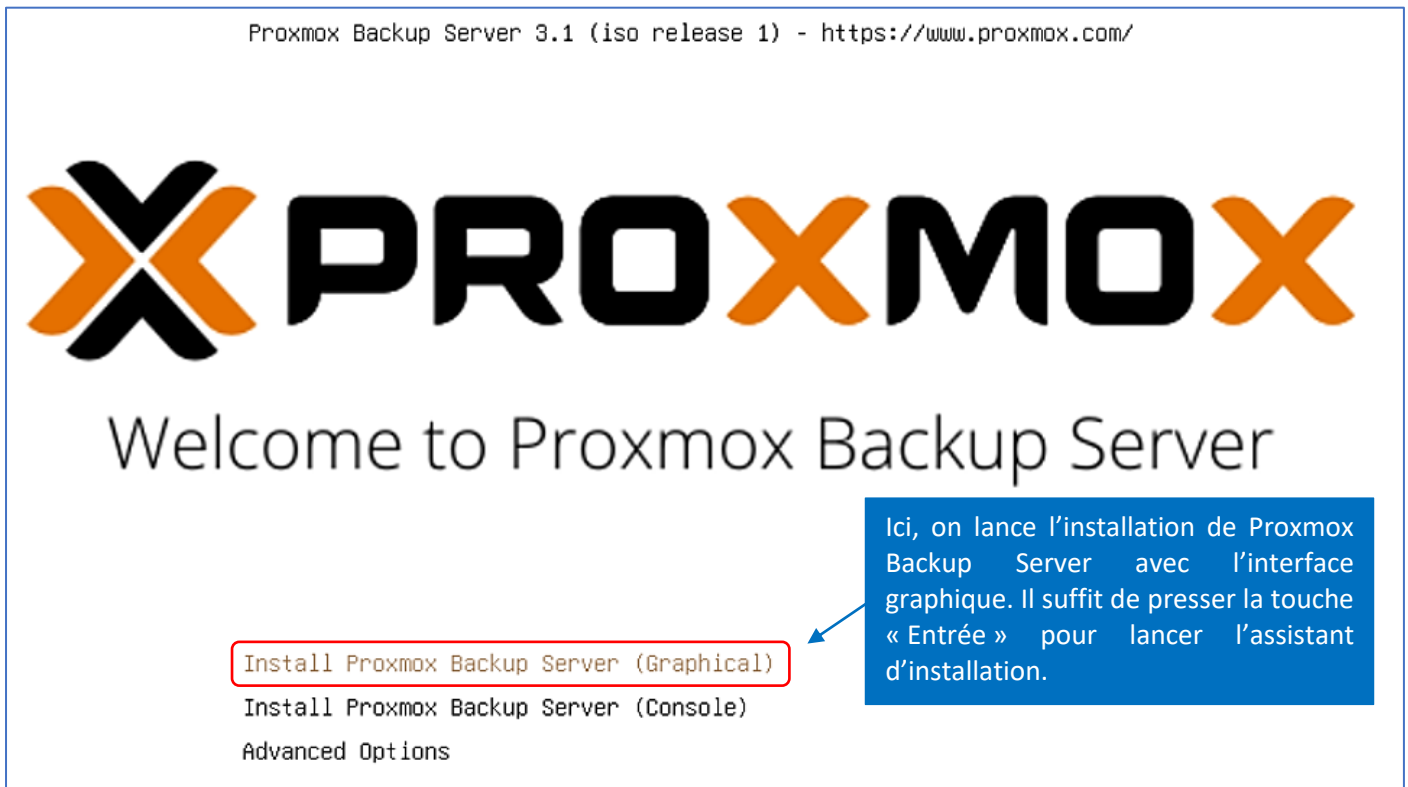 Proxmox Backup Server 3.1 (iso release 1) - https://www.proxmox.com/
PROXMOX
Welcome to Proxmox Backup Server
Ici, on lance l’installation de Proxmox
Backup Server avec l’interface
graphique. Il suffit de presser la touche
« Entrée » pour lancer l’assistant
d’installation.
Install Proxmox Backup Server (Graphical)
Install Proxmox Backup Server (Console)
Advanced Options